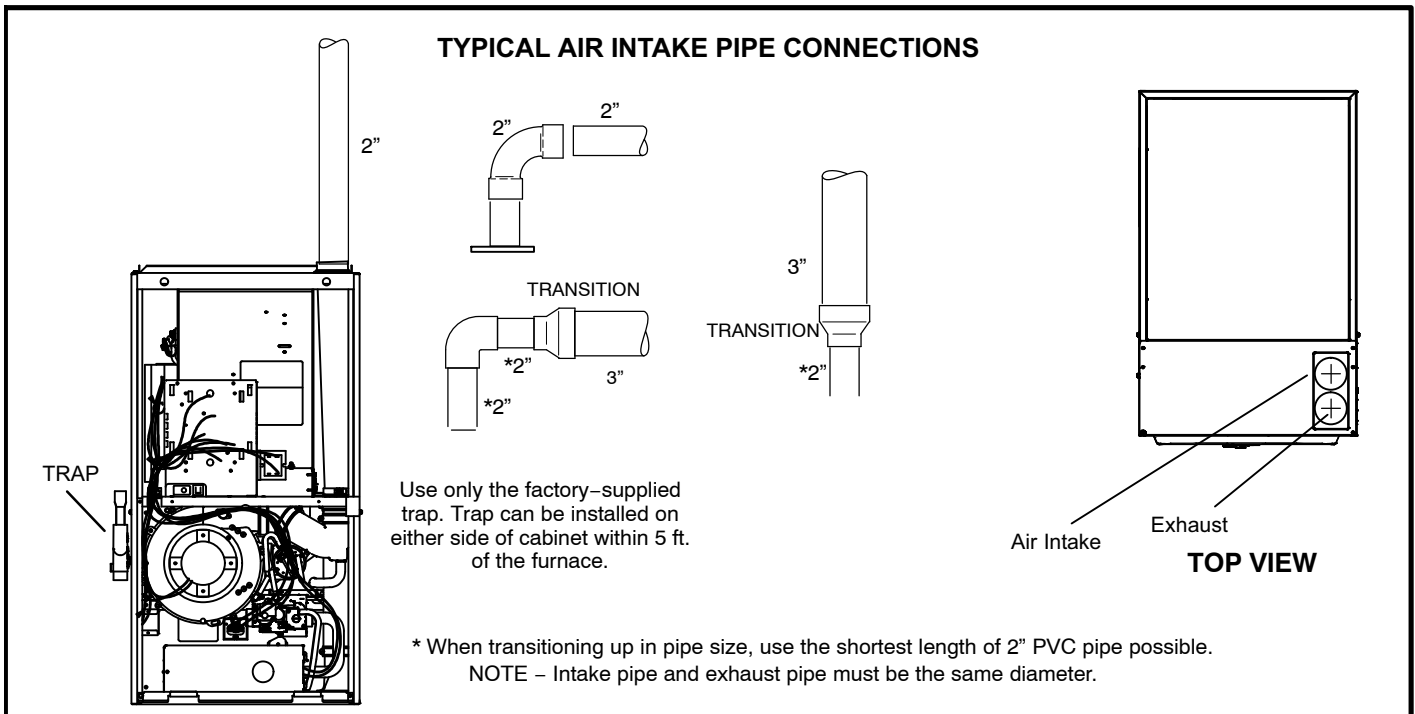 TYPICAL AIR INTAKE PIPE CONNECTIONS
2”
2”
2”
TRANSITION
*2”
3”
*2”
3”
TRANSITION
*2”
TRAP
Use only the factory−supplied
trap. Trap can be installed on
either side of cabinet within 5 ft.
of the furnace.
Air Intake
Exhaust
TOP VIEW
* When transitioning up in pipe size, use the shortest length of 2” PVC pipe possible.
NOTE − Intake pipe and exhaust pipe must be the same diameter.